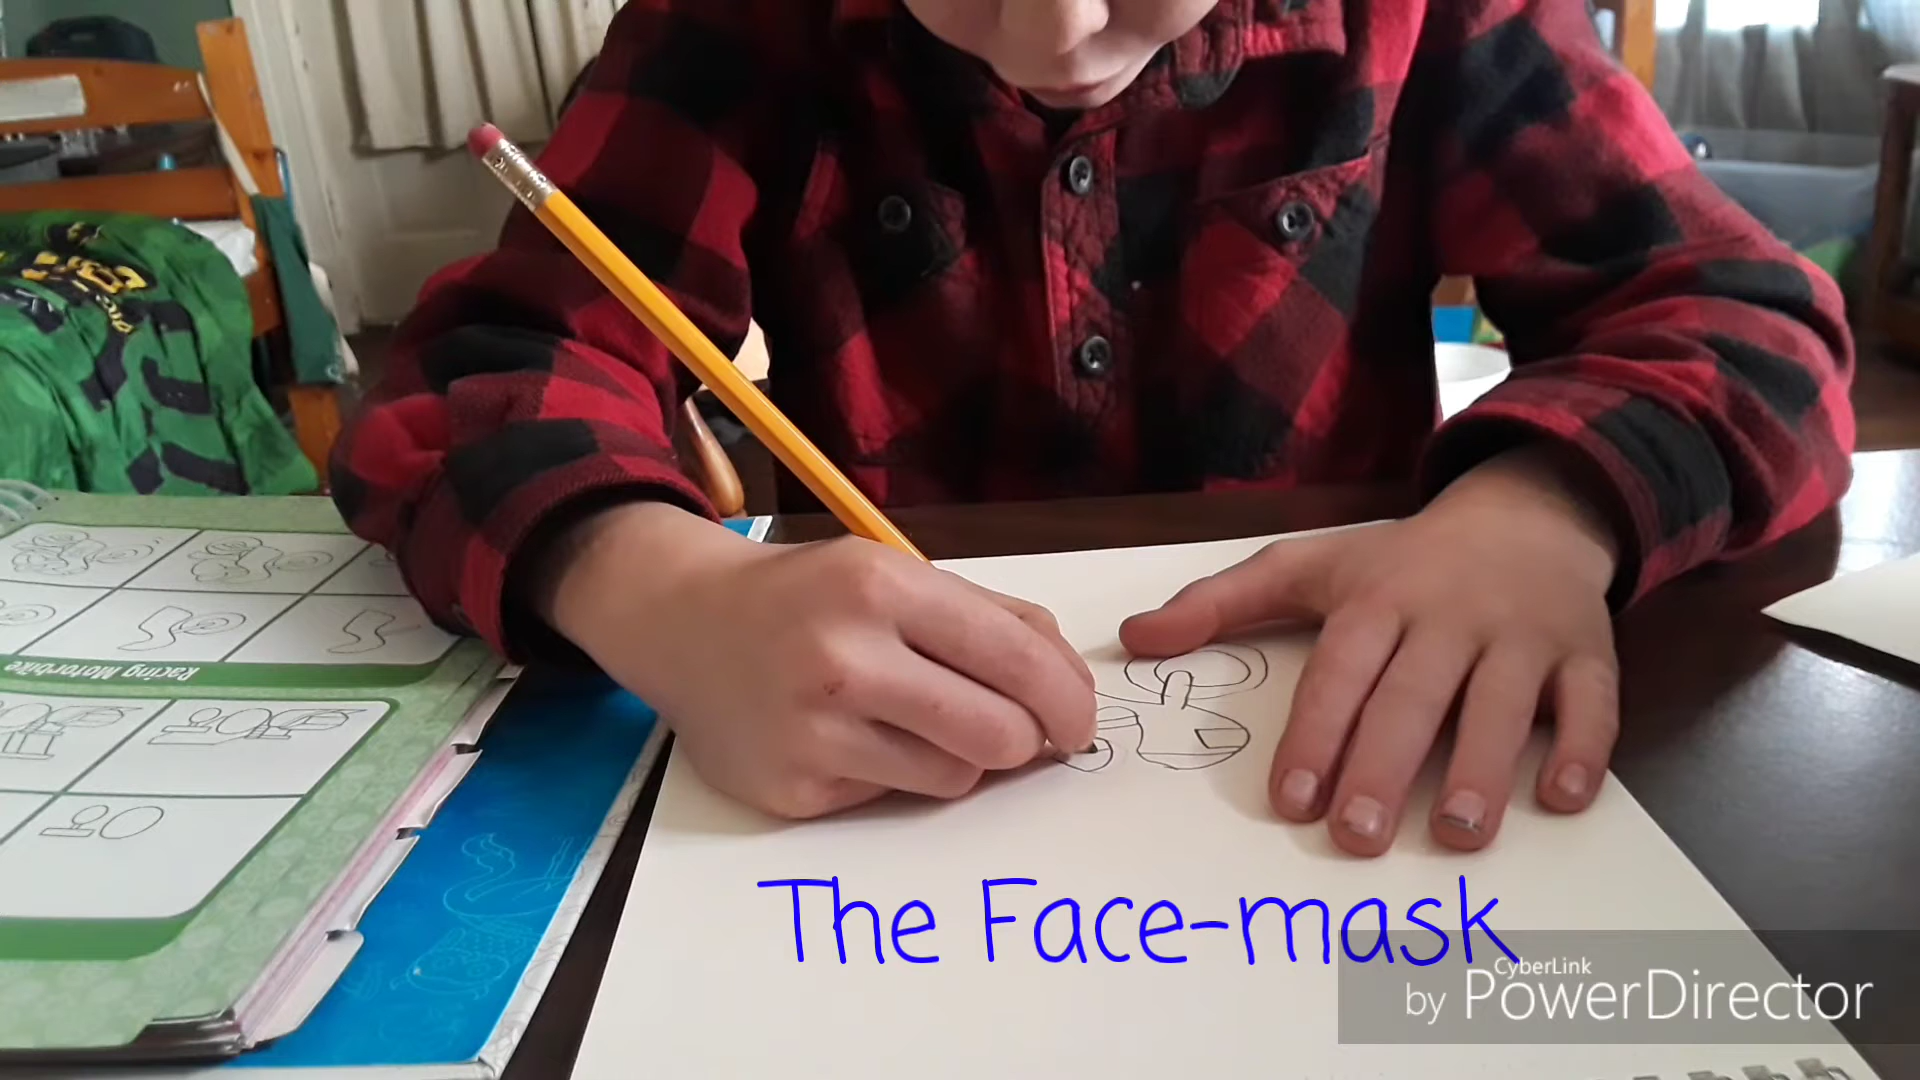 Racing Motorbike
The Face-mask
CyberLink
by PowerDirector